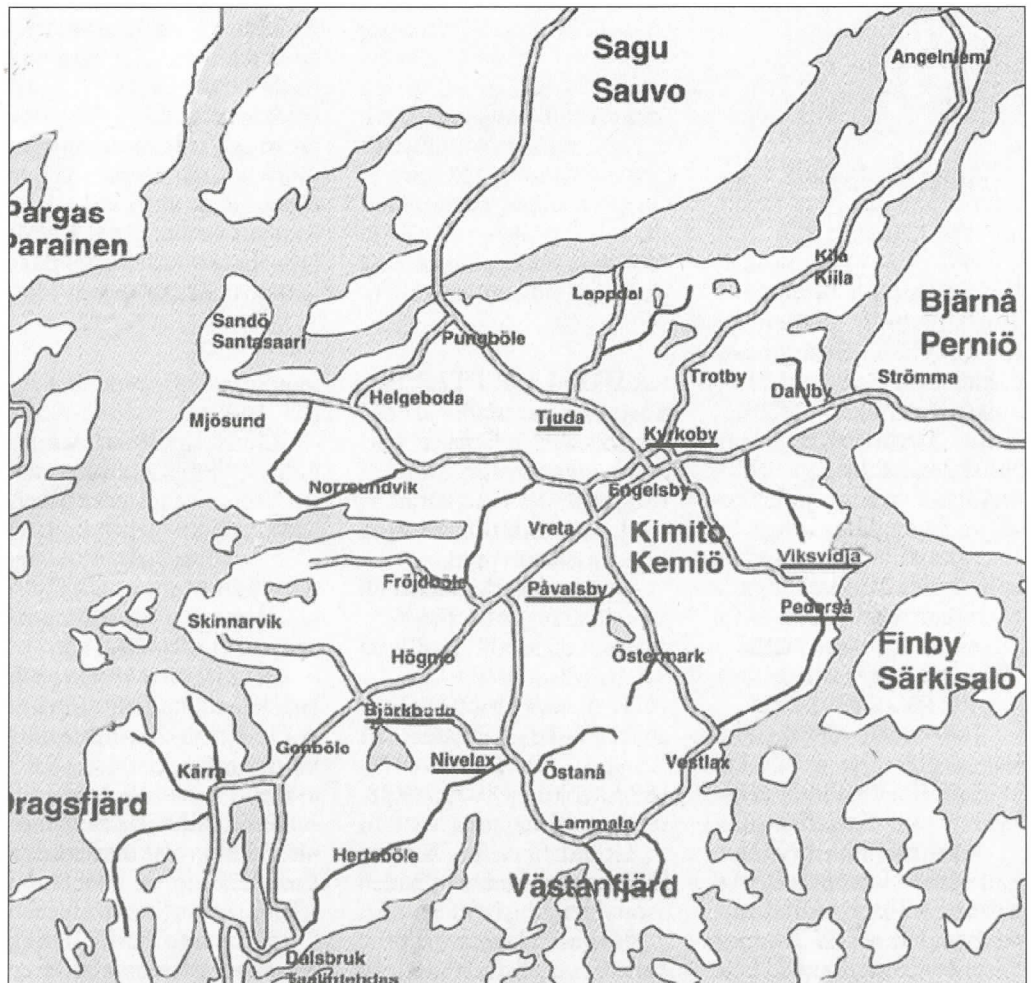 Sagu
Sauvo
Angelniemi
Pargas
Parainen
Kila
Kiila
Lappdal
Bjärnå
Perniö
Sandö
Santasaari
Pungböle
Trotby
Strömma
Helgeboda
Dahlby
Mjösund
Tjuda
Kyrkoby
Norrsundvik
Engelsby
Vreta
Kimito
Kemiö
Viksvidja
Fröjdböle
Påvalsby
Pederså
Skinnarvik
Högmo
Östermark
Finby
Särkisalo
Björkboda
Genböle
Nivelax
Östanå
Vestlax
Kärra
Dragsfjärd
Lammala
Herteböle
Västanfjärd
Dalsbruk